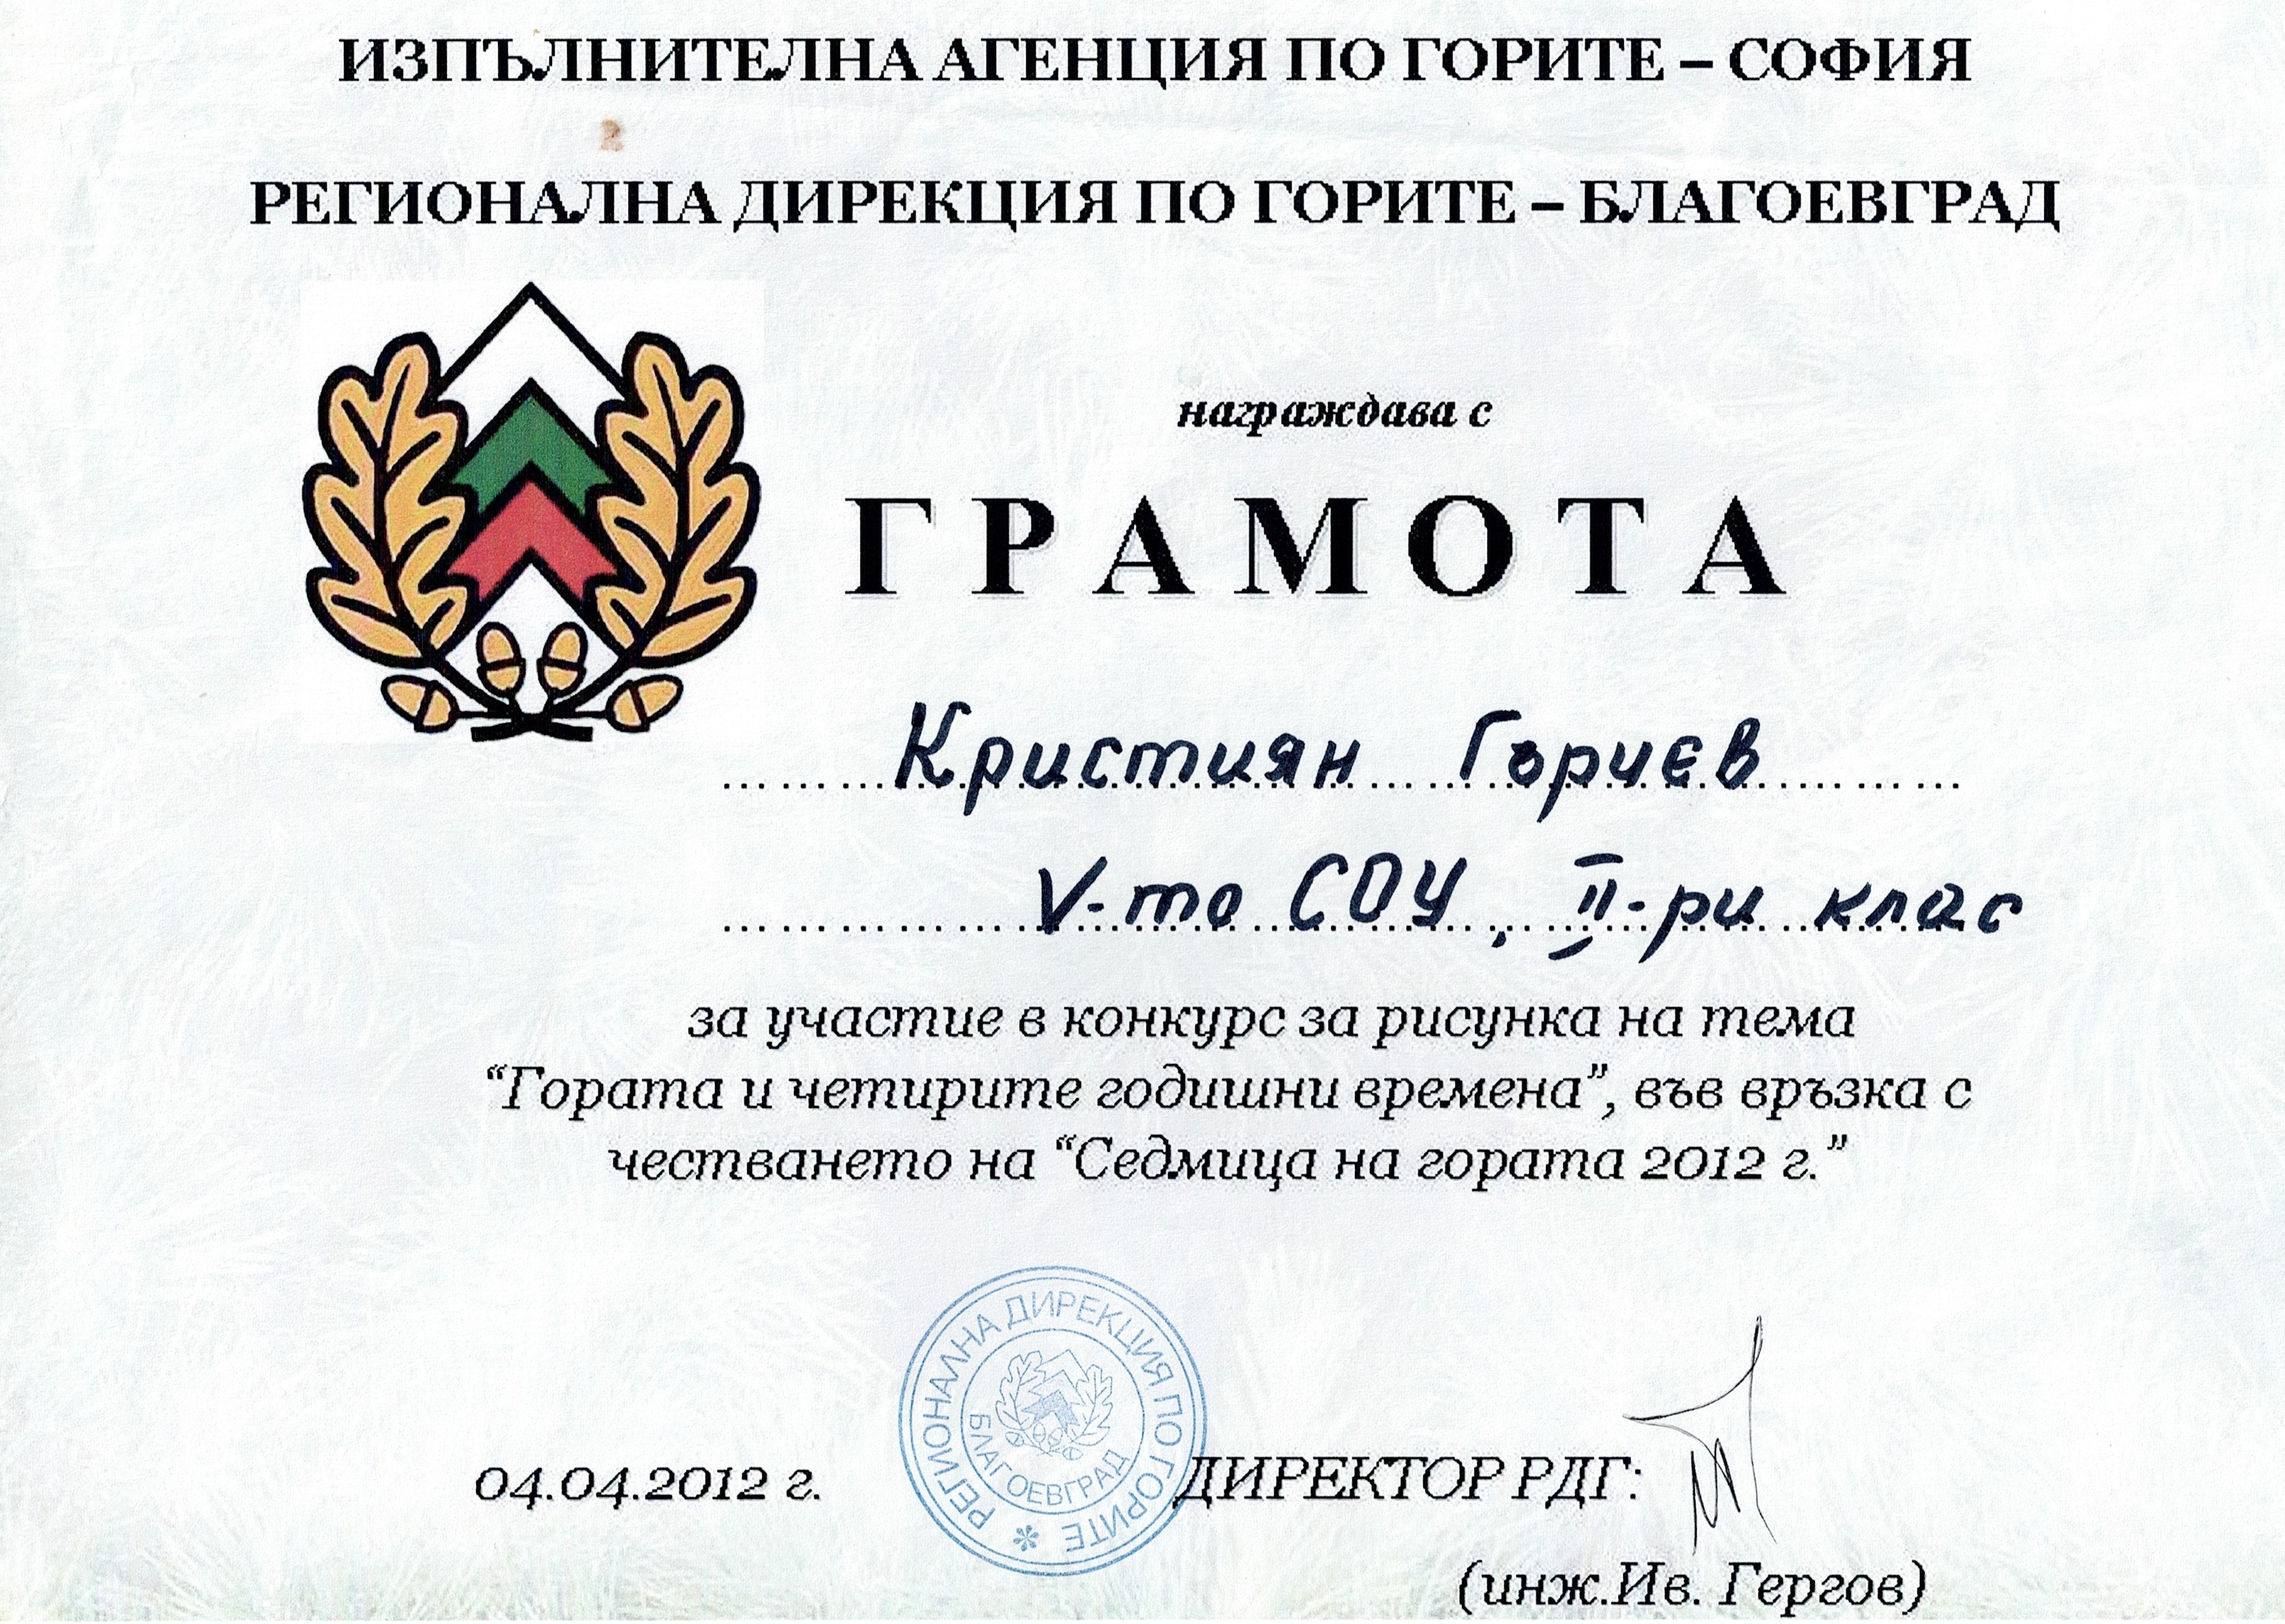 ИЗПЪЛНИТЕЛНА АГЕНЦИЯ ПО ГОРИТЕ – СОФИЯ
РЕГИОНАЛНА ДИРЕКЦИЯ ПО ГОРИТЕ – БЛАГОЕВГРАД
награждава с
ГРАМОТА
Кристиян Гърчев
V-то СОУ, II-ри клас
за участие в конкурс за рисунка на тема
“Гората и четирите годишни времена”, във връзка с
честването на “Седмица на гората 2012 г.”
РЕГИОНАЛНА ДИРЕКЦИЯ ПО ГОРИТЕ *
БЛАГОЕВГРАД
04.04.2012 г.
ДИРЕКТОР РДГ:
(инж.Ив. Гергов)